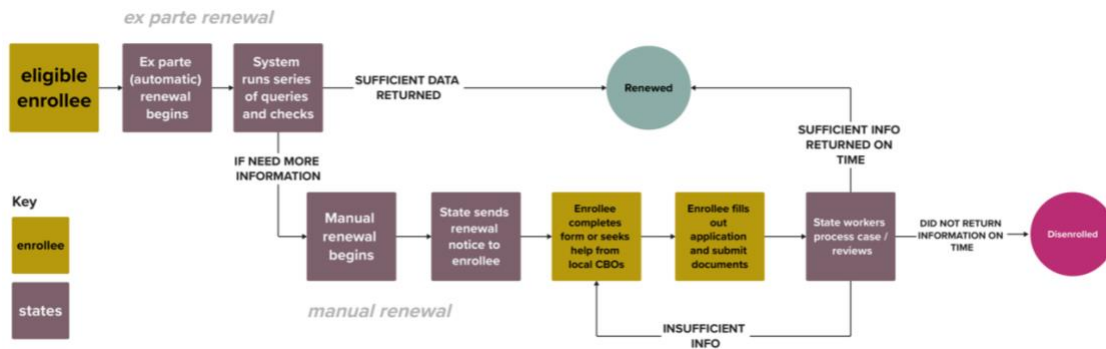 ex parte renewal
eligible
enrollee
Ex parte
(automatic)
renewal
begins
System
runs series
of queries
and checks
SUFFICIENT DATA
RETURNED
Renewed
IF NEED MORE
INFORMATION
SUFFICIENT INFO
RETURNED ON
TIME
Key
enrollee
states
Manual
renewal
begins
State sends
renewal
notice to
enrollee
Enrollee
completes
form or seeks
help from
local CBOs
Enrollee fills
out
application
and submit
documents
State workers
process case /
reviews
DID NOT RETURN
INFORMATION ON
TIME
Disenrolled
manual renewal
INSUFFICIENT
INFO